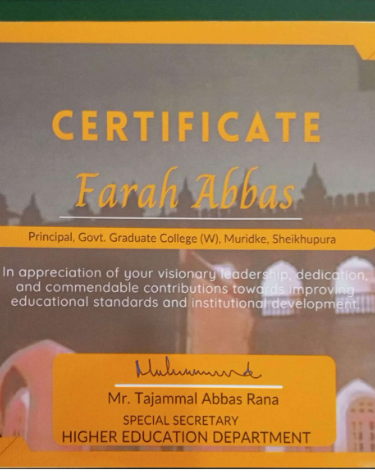 CERTIFICATE
Farah Abbas
Principal, Govt. Graduate College (W), Muridke, Sheikhupura
In appreciation of your visionary leadership, dedication,
and commendable contributions towards improving
educational standards and institutional development.
Mr. Tajammal Abbas Rana
SPECIAL SECRETARY
HIGHER EDUCATION DEPARTMENT